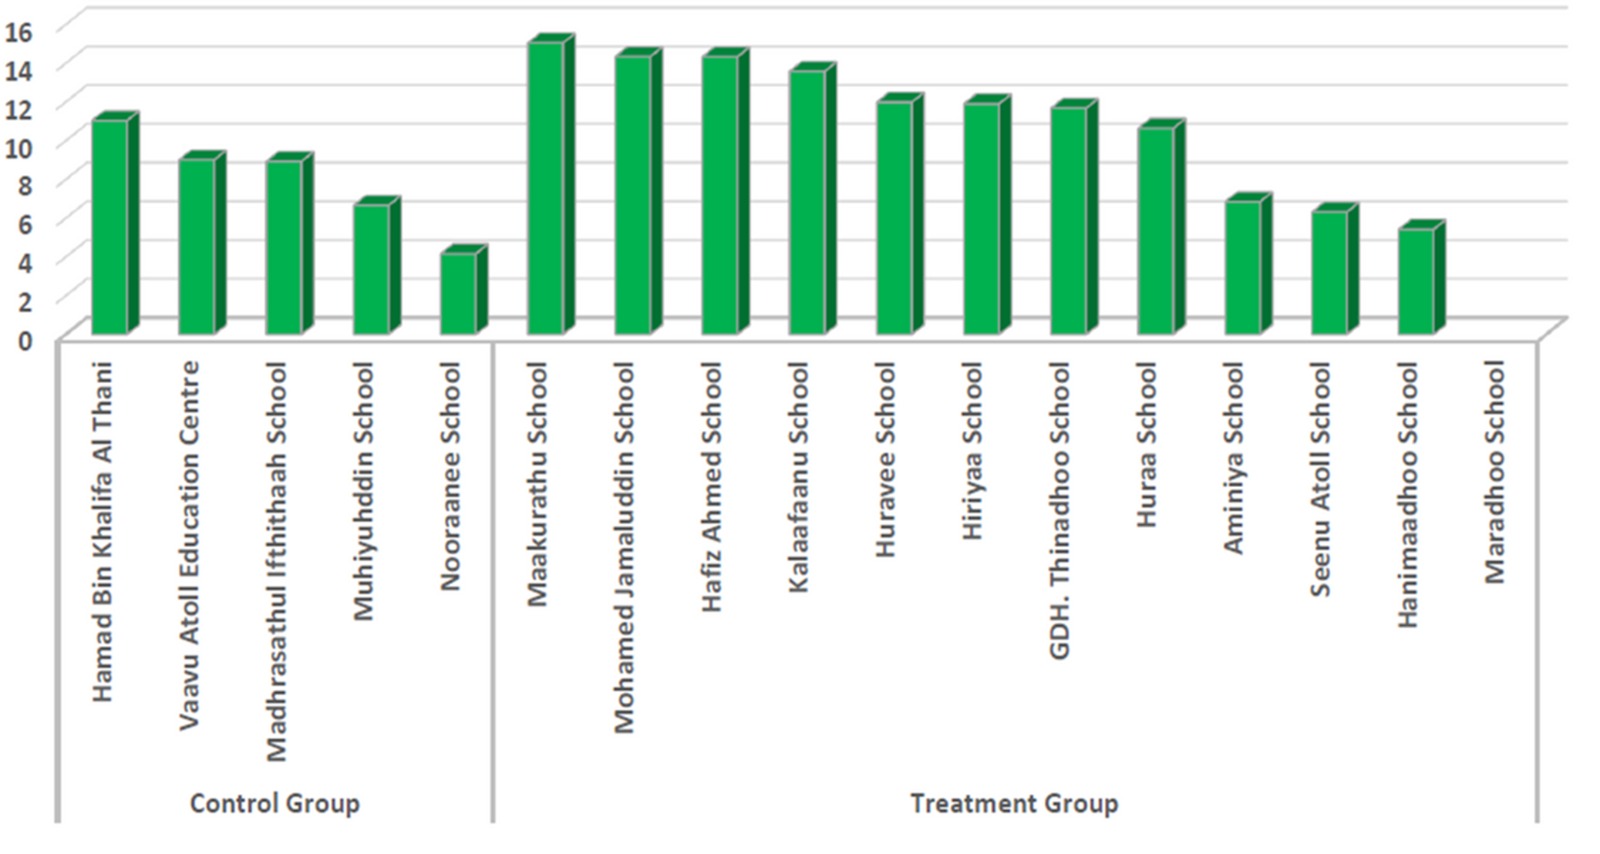 16
14
12
10
8
6
4
2
0
Hamad Bin Khalifa Al Thani
Vaavu Atoll Education Centre
Madhrasathul Ifthithaah School
Muhiyuhddin School
Nooraanee School
Maakurathu School
Mohamed Jamaluddin School
Hafiz Ahmed School
Kalaafaanu School
Huravee School
Hiriyaa School
GDH. Thinadhoo School
Huraa School
Aminiya School
Seenu Atoll School
Hanimaadhoo School
Maradhoo School
Control Group
Treatment Group